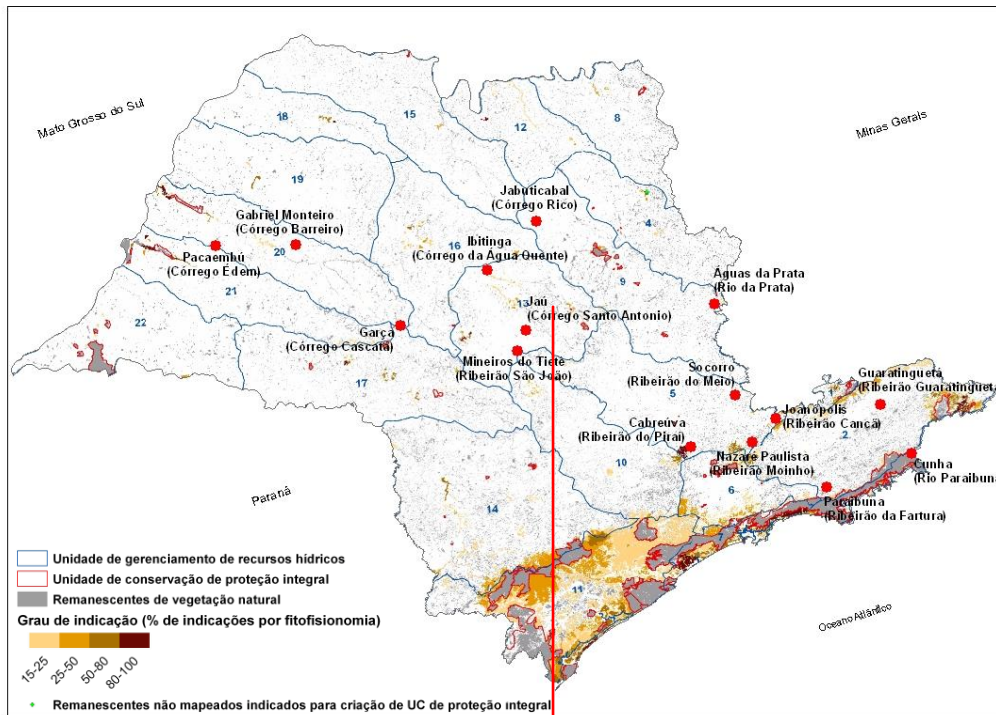 Mato Grosso do Sul
Minas Gerais
18
15
12
8
19
Jabuticabal
(Córrego Rico)
4
Gabriel Monteiro
(Córrego Barreiro)
16
Ibitinga
(Córrego da Água Quente)
20
Pacaembú
(Córrego Édem)
9
Águas da Prata
(Rio da Prata)
21
13
Jaú
(Córrego Santo Antonio)
22
Garça
(Córrego Cascata)
Mineiros do Tietê
(Ribeirão São João)
17
Socorro
(Ribeirão do Meio)
5
Guaratinguetá
(Ribeirão Guaratinguetá
Joanópolis
(Ribeirão Cançã)
2
Cabreúva
(Ribeirão do Piraí)
10
Nazaré Paulista
(Ribeirão Moinho)
6
Cunha
(Rio Paraibuna
Paraibuna
(Ribeirão da Fartura)
Paraná
14
7
11
Oceano Atlântico
Unidade de gerenciamento de recursos hídricos
Unidade de conservação de proteção integral
Remanescentes de vegetação natural
Grau de indicação (% de indicações por fitofisionomia)
15-25
25-50
50-80
80-100
Remanescentes não mapeados indicados para criação de UC de proteção integral